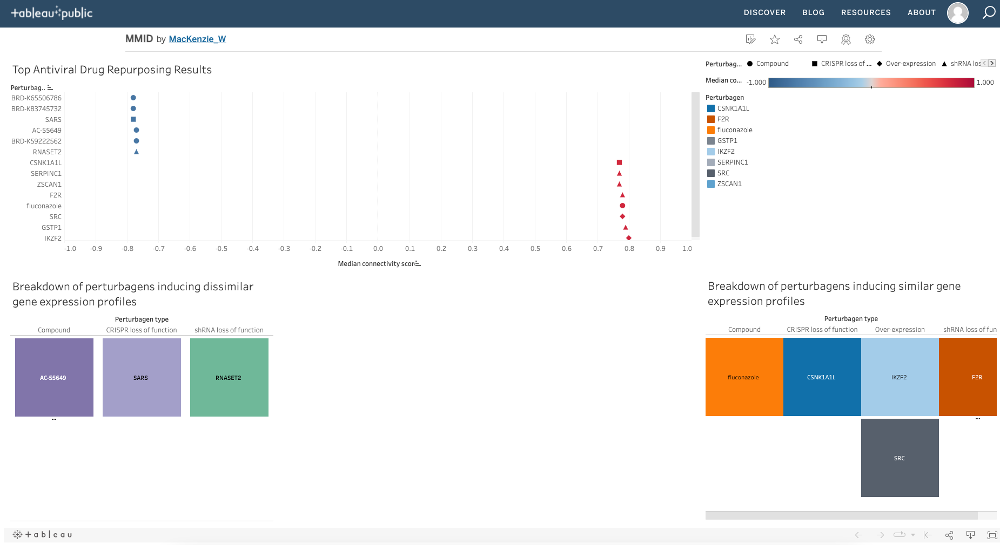 +ableau+public
DISCOVER BLOG RESOURCES ABOUT
MMID by MacKenzie_W
Top Antiviral Drug Repurposing Results
Perturbag..
BRD-K65506786
BRD-K83745732
SARS
AC-55649
BRD-K59222562
RNASET2
CSNK1A1L
SERPINC1
ZSCAN1
F2R
fluconazole
SRC
GSTP1
IKZF2
-1.0 -0.9 -0.8 -0.7 -0.6 -0.5 -0.4 -0.3 -0.2 -0.1 0.0 0.1 0.2 0.3 0.4 0.5 0.6 0.7 0.8 0.9 1.0
Median connectivity scor
Perturbag... Compound CRISPR loss of ... Over-expression shRNA los
Median co... -1.000 1.000
Perturbagen
CSNK1A1L
F2R
fluconazole
GSTP1
IKZF2
SERPINC1
SRC
ZSCAN1
Breakdown of perturbagens inducing dissimilar
gene expression profiles
Perturbagen type
Compound CRISPR loss of function shRNA loss of function
AC-55649 SARS RNASET2
...
Breakdown of perturbagens inducing similar gene
expression profiles
Perturbagen type
Compound CRISPR loss of function Over-expression shRNA loss of fun
fluconazole CSNK1A1L IKZF2 F2R
...
SRC
+ableau